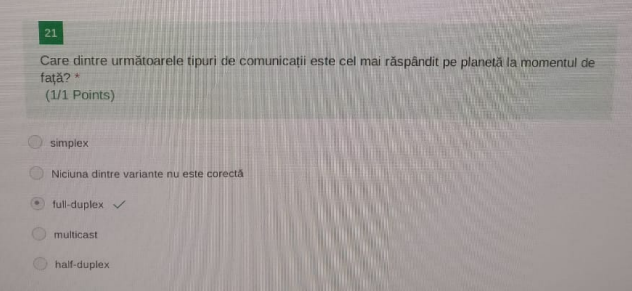 21
Care dintre următoarele tipuri de comunicații este cel mai răspândit pe planetă la momentul de
față? *
(1/1 Points)
simplex
Niciuna dintre variante nu este corectă
full-duplex
multicast
half-duplex